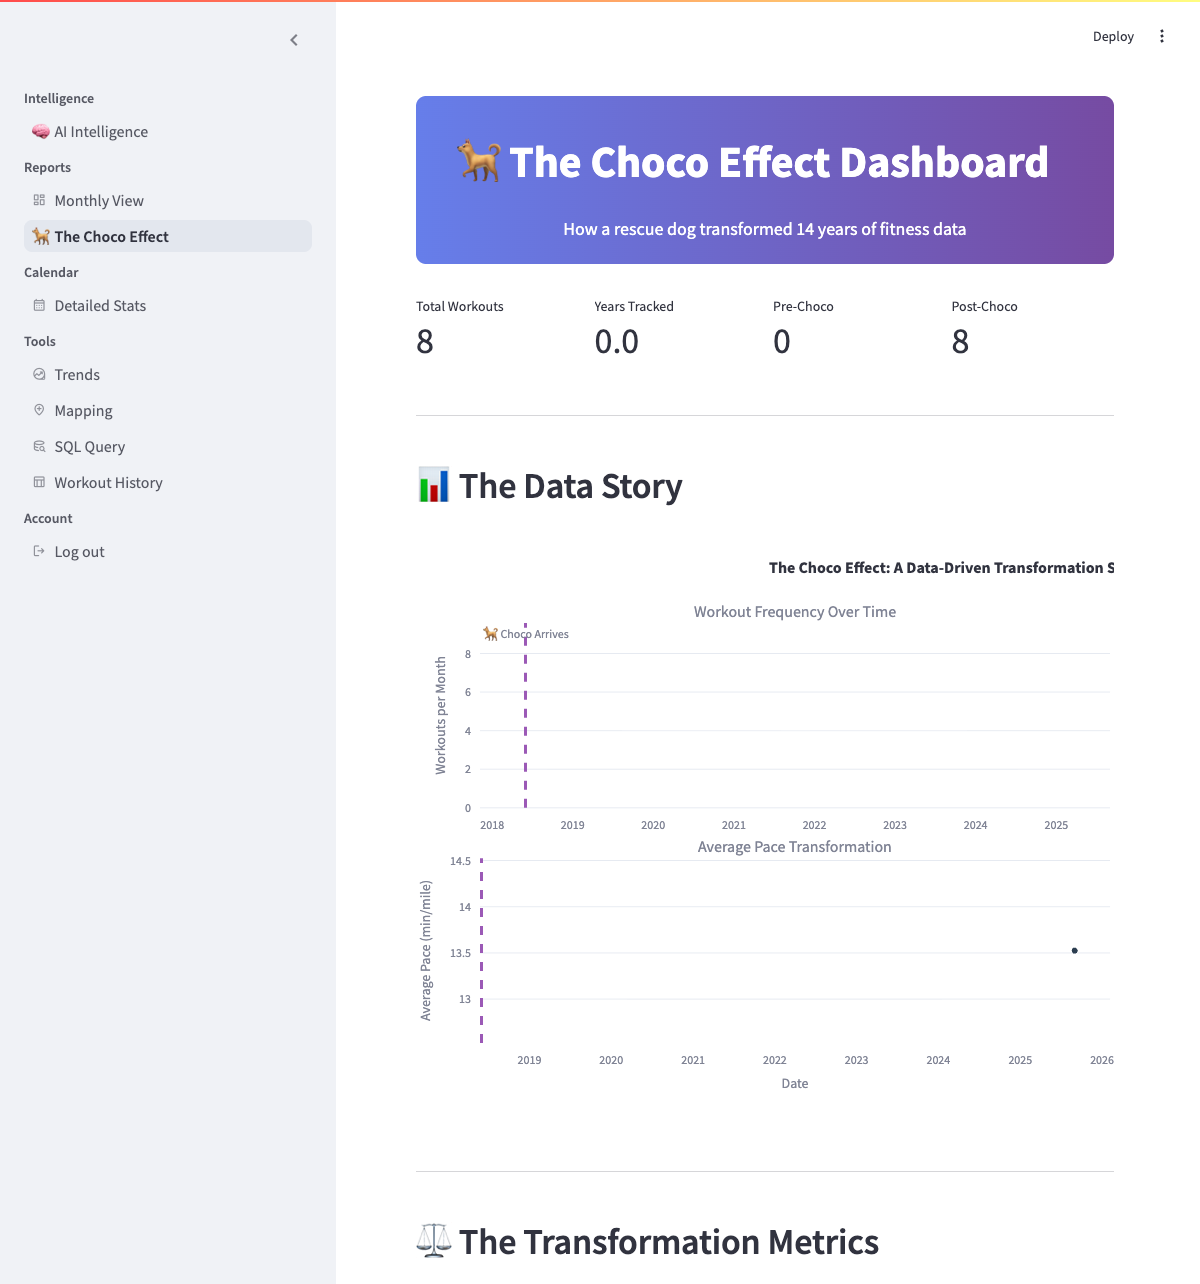 Deploy
Intelligence
AI Intelligence
Reports
Monthly View
The Choco Effect
Calendar
Detailed Stats
Tools
Trends
Mapping
SQL Query
Workout History
Account
Log out
The Choco Effect Dashboard
How a rescue dog transformed 14 years of fitness data
Total Workouts Years Tracked Pre-Choco Post-Choco
8 0.0 0 8
The Data Story
The Choco Effect: A Data-Driven Transformation S
Workout Frequency Over Time
Choco Arrives
Workouts per Month
8
6
4
2
0
2018 2019 2020 2021 2022 2023 2024 2025
Average Pace Transformation
Average Pace (min/mile)
14.5
14
13.5
13
2019 2020 2021 2022 2023 2024 2025 2026
Date
The Transformation Metrics